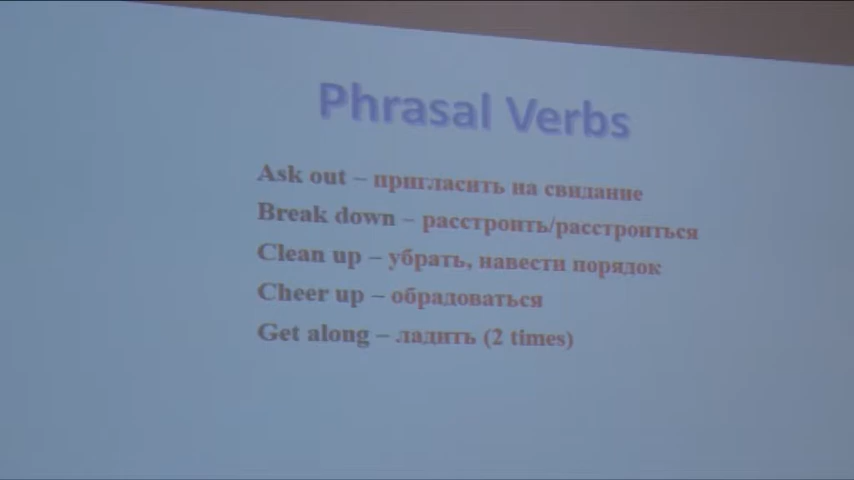 Phrasal Verbs
Ask out – пригласить на свидание
Break down – расстроить/расстроиться
Clean up – убрать, навести порядок
Cheer up – обрадоваться
Get along – ладить (2 times)